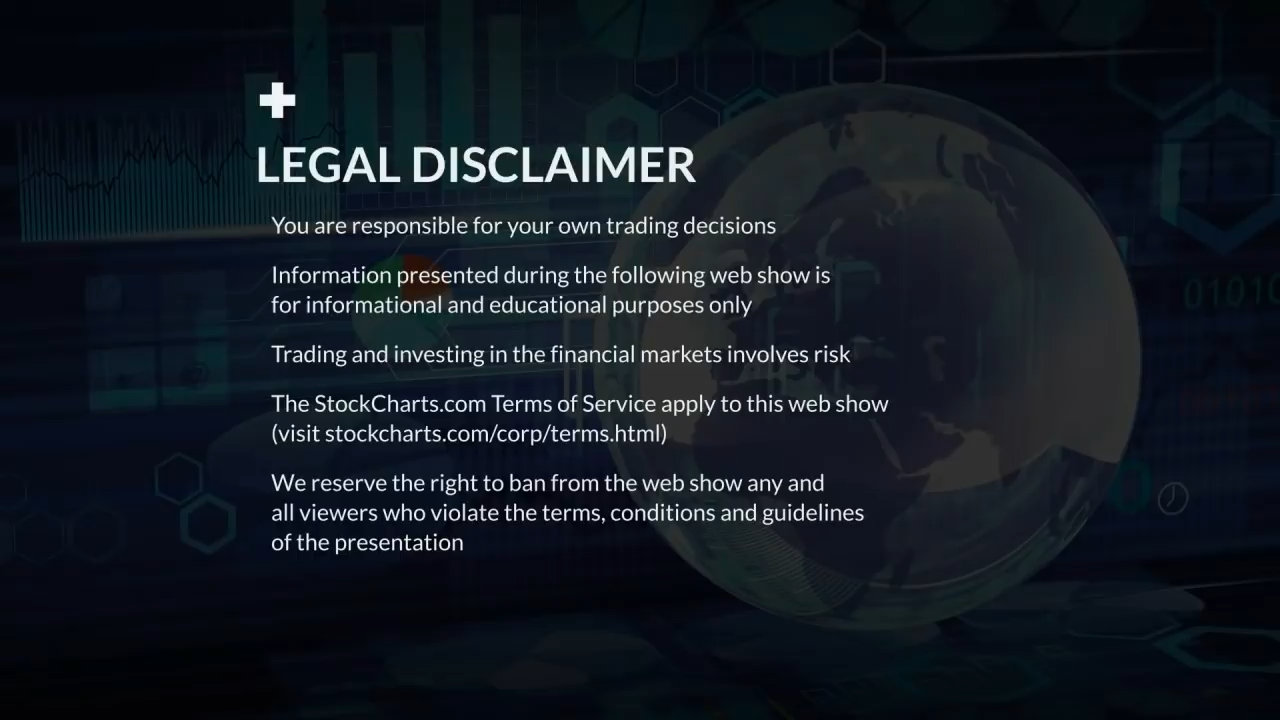 LEGAL DISCLAIMER
You are responsible for your own trading decisions
Information presented during the following web show is
for informational and educational purposes only
Trading and investing in the financial markets involves risk
The StockCharts.com Terms of Service apply to this web show
(visit stockcharts.com/corp/terms.html)
We reserve the right to ban from the web show any and
all viewers who violate the terms, conditions and guidelines
of the presentation
01010